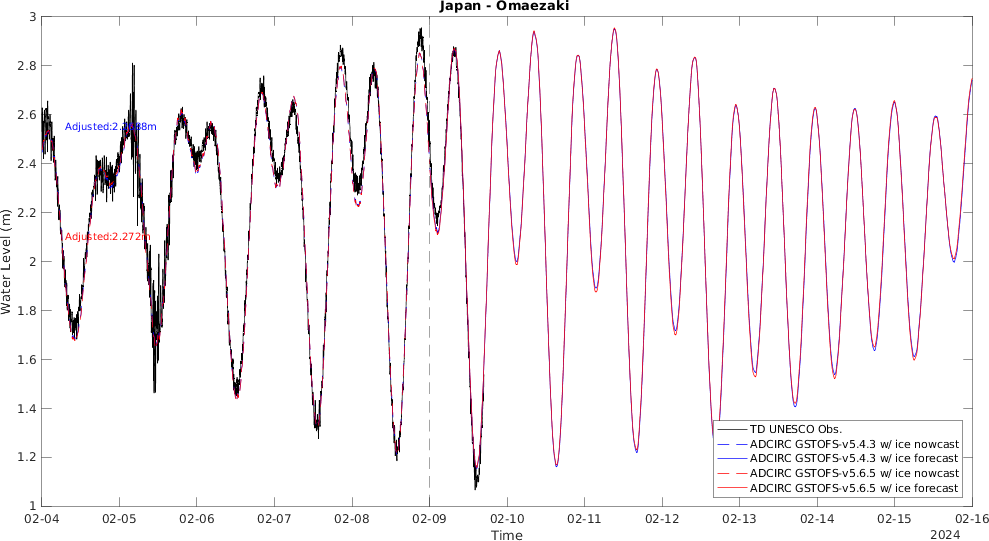 Japan - Omaezaki
3
2.8
2.6
2.4
2.2
2
1.8
1.6
1.4
1.2
1
Water Level (m)
Adjusted:2.272m
TD UNESCO Obs.
ADCIRC GSTOFS-v5.4.3 w/ ice nowcast
ADCIRC GSTOFS-v5.4.3 w/ ice forecast
ADCIRC GSTOFS-v5.6.5 w/ ice nowcast
ADCIRC GSTOFS-v5.6.5 w/ ice forecast
02-04 02-05 02-06 02-07 02-08 02-09 02-10 02-11 02-12 02-13 02-14 02-15 02-16
Time
2024